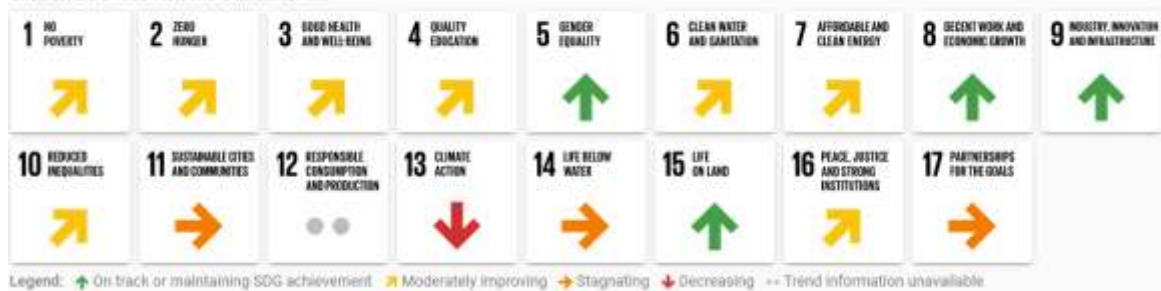 1 NO
POVERTY
2 ZERO
HUNGER
3 GOOD HEALTH
AND WELL-BEING
4 QUALITY
EDUCATION
5 GENDER
EQUALITY
6 CLEAN WATER
AND SANITATION
7 AFFORDABLE AND
CLEAN ENERGY
8 DECENT WORK AND
ECONOMIC GROWTH
9 INDUSTRY, INNOVATION
AND INFRASTRUCTURE
10 REDUCED
INEQUALITIES
11 SUSTAINABLE CITIES
AND COMMUNITIES
12 RESPONSIBLE
CONSUMPTION
AND PRODUCTION
13 CLIMATE
ACTION
14 LIFE BELOW
WATER
15 LIFE
ON LAND
16 PEACE, JUSTICE
AND STRONG
INSTITUTIONS
17 PARTNERSHIPS
FOR THE GOALS
Legend: On track or maintaining SDG achievement Moderately improving Stagnating Decreasing Trend information unavailable